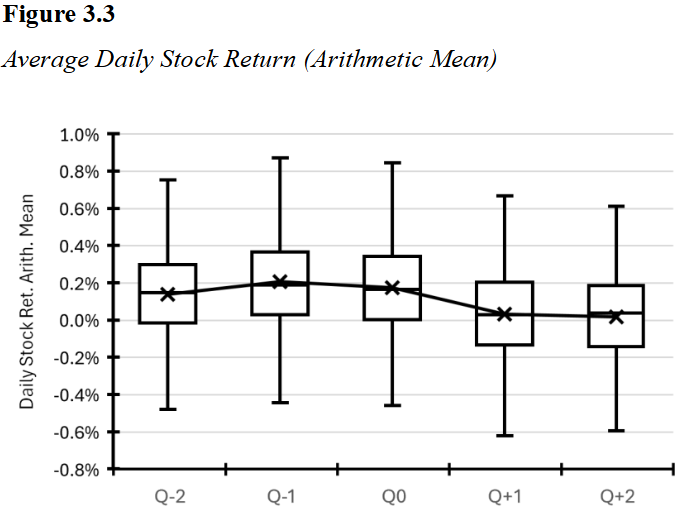 Figure 3.3
Average Daily Stock Return (Arithmetic Mean)
Daily Stock Ret. Arith. Mean
1.0%
0.8%
0.6%
0.4%
0.2%
0.0%
-0.2%
-0.4%
-0.6%
-0.8%
Q-2 Q-1 Q0 Q+1 Q+2